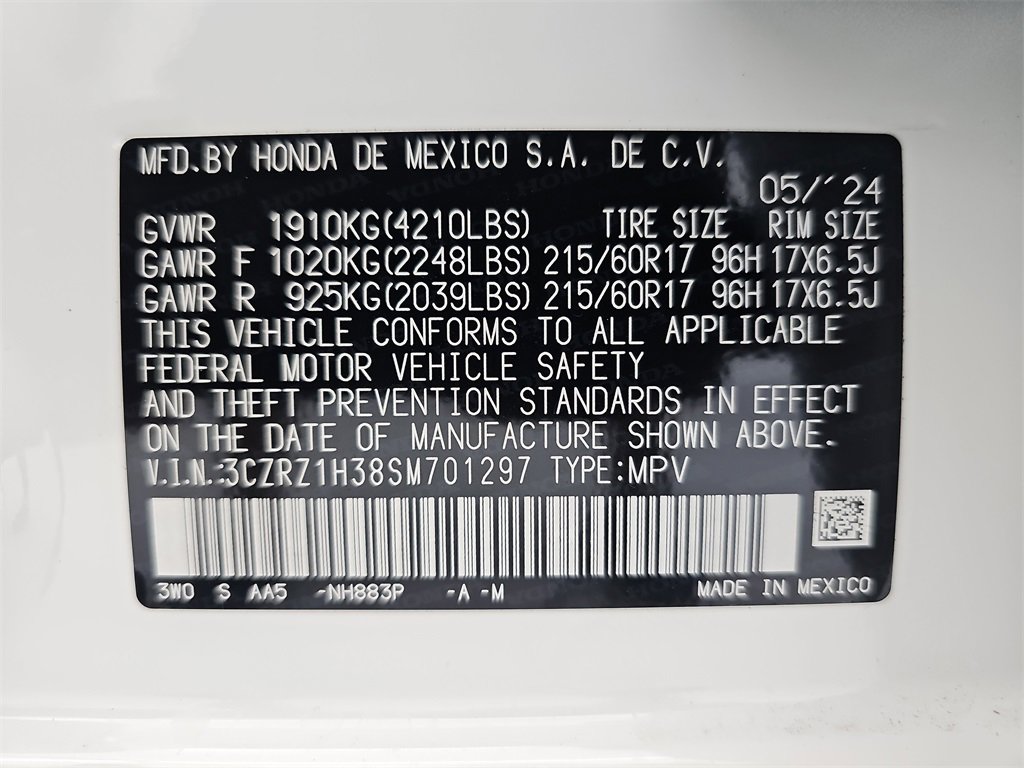 MFD.BY HONDA DE MEXICO S.A. DE C.V.
05/'24
GVWR 1910KG(4210LBS) TIRE SIZE RIM SIZE
GAWR F 1020KG(2248LBS) 215/60R17 96H 17X6.5J
GAWR R 925KG(2039LBS) 215/60R17 96H 17X6.5J
THIS VEHICLE CONFORMS TO ALL APPLICABLE
FEDERAL MOTOR VEHICLE SAFETY
AND THEFT PREVENTION STANDARDS IN EFFECT
ON THE DATE OF MANUFACTURE SHOWN ABOVE.
V.I.N.:3CZRZ1H38SM701297 TYPE:MPV
3W0 S AA5 -NH883P -A -M MADE IN MEXICO